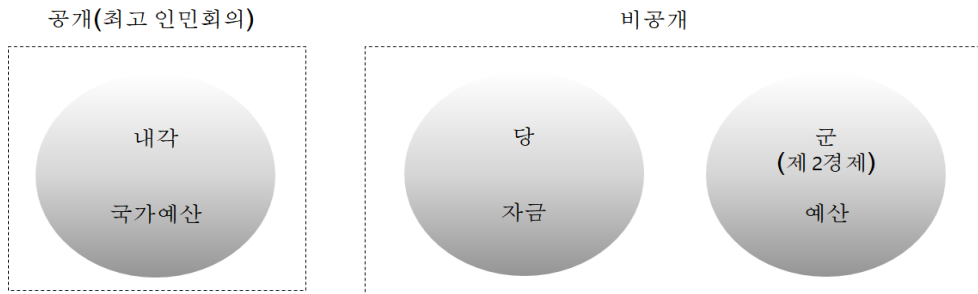 공개(최고 인민회의)
비공개
내각
국가예산
당
자금
군
(제2경제)
예산